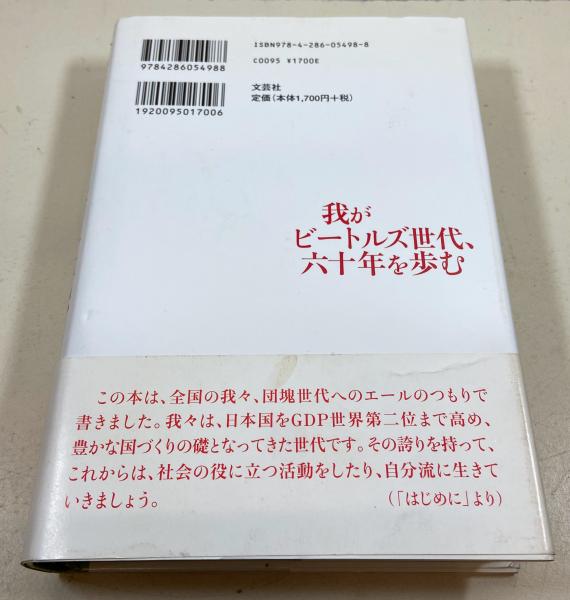 ISBN978-4-286-05498-8
9784286054988
C0095 ¥1700E
文芸社
定価(本体1,700円+税)
1920095017006
我が
ビートルズ世代、
六十年を歩む
この本は、全国の我々、団塊世代へのエールのつもりで
書きました。我々は、日本国をGDP世界第二位まで高め、
豊かな国づくりの礎となってきた世代です。その誇りを持って、
これからは、社会の役に立つ活動をしたり、自分流に生きて
いきましょう。 (「はじめに」より)